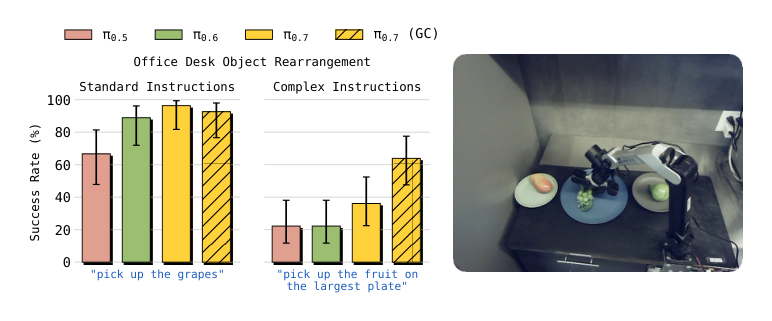 π0.5 π0.6 π0.7 π0.7 (GC)
Office Desk Object Rearrangement
Standard Instructions Complex Instructions
Success Rate (%)
100
80
60
40
20
0
"pick up the grapes"
"pick up the fruit on
the largest plate"